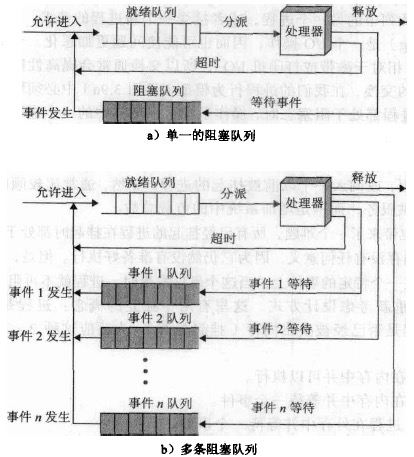 允许进入
就绪队列
分派
处理器
释放
超时
阻塞队列
事件发生
等待事件
a）单一的阻塞队列
允许进入
就绪队列
分派
处理器
释放
超时
事件 1 队列
事件 1 发生
事件 1 等待
事件 2 队列
事件 2 发生
事件 2 等待
事件 n 队列
事件 n 发生
事件 n 等待
b）多条阻塞队列